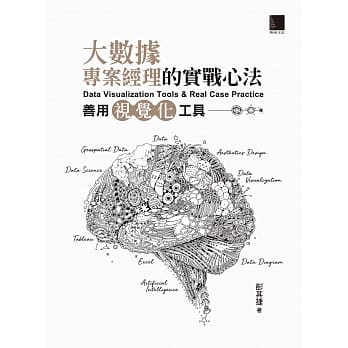 大數據
專案經理的實戰心法
Data Visualization Tools & Real Case Practice
善用視覺化工具
Data
Geospatial Data
Aesthetics Design
Data Science
Data Visualization
Tableau
Excel
Data Diagram
Artificial Intelligence
彭其捷 著